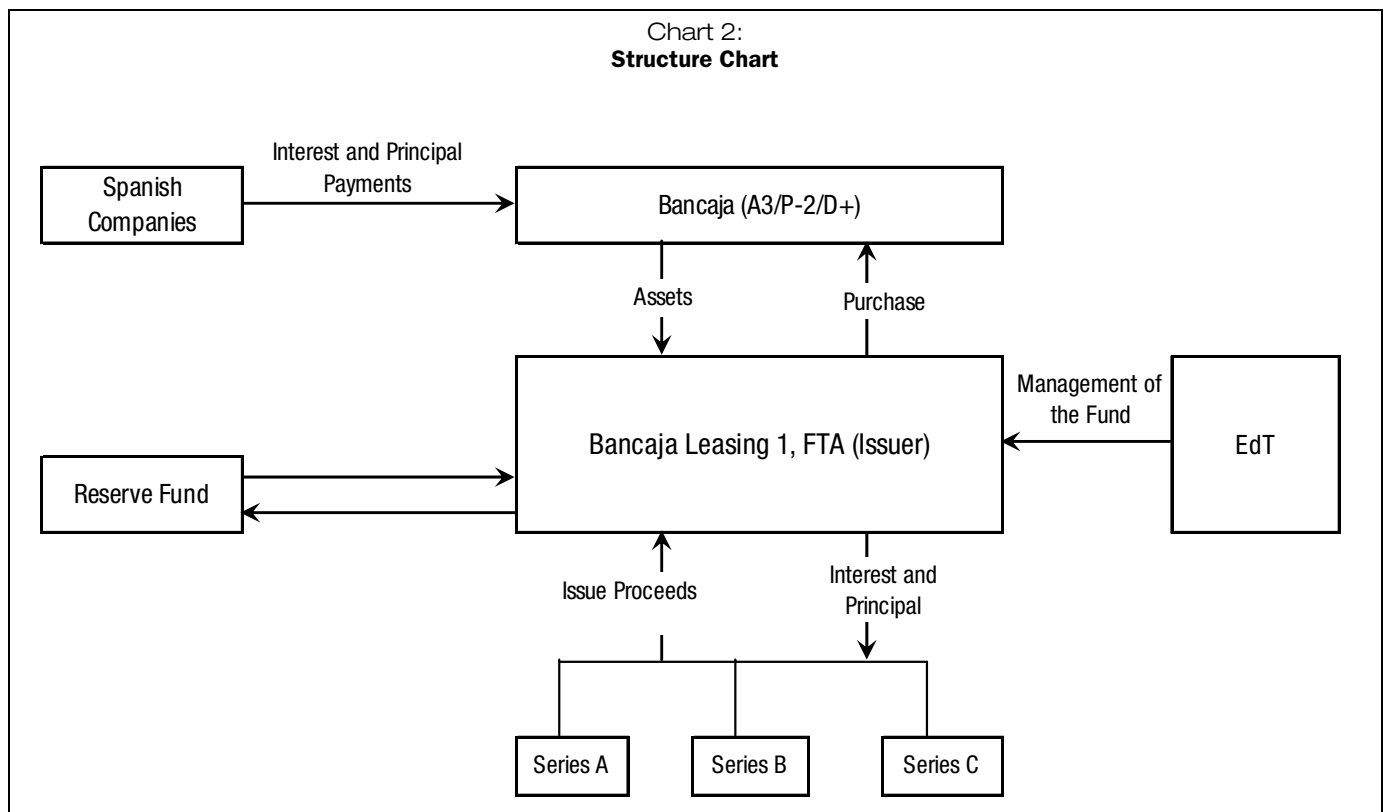 Chart 2:
Structure Chart
Interest and Principal
Payments
Spanish
Companies
Bancaja (A3/P-2/D+)
Assets
Purchase
Management of
the Fund
Bancaja Leasing 1, FTA (Issuer)
EdT
Reserve Fund
Issue Proceeds
Interest and
Principal
Series A
Series B
Series C